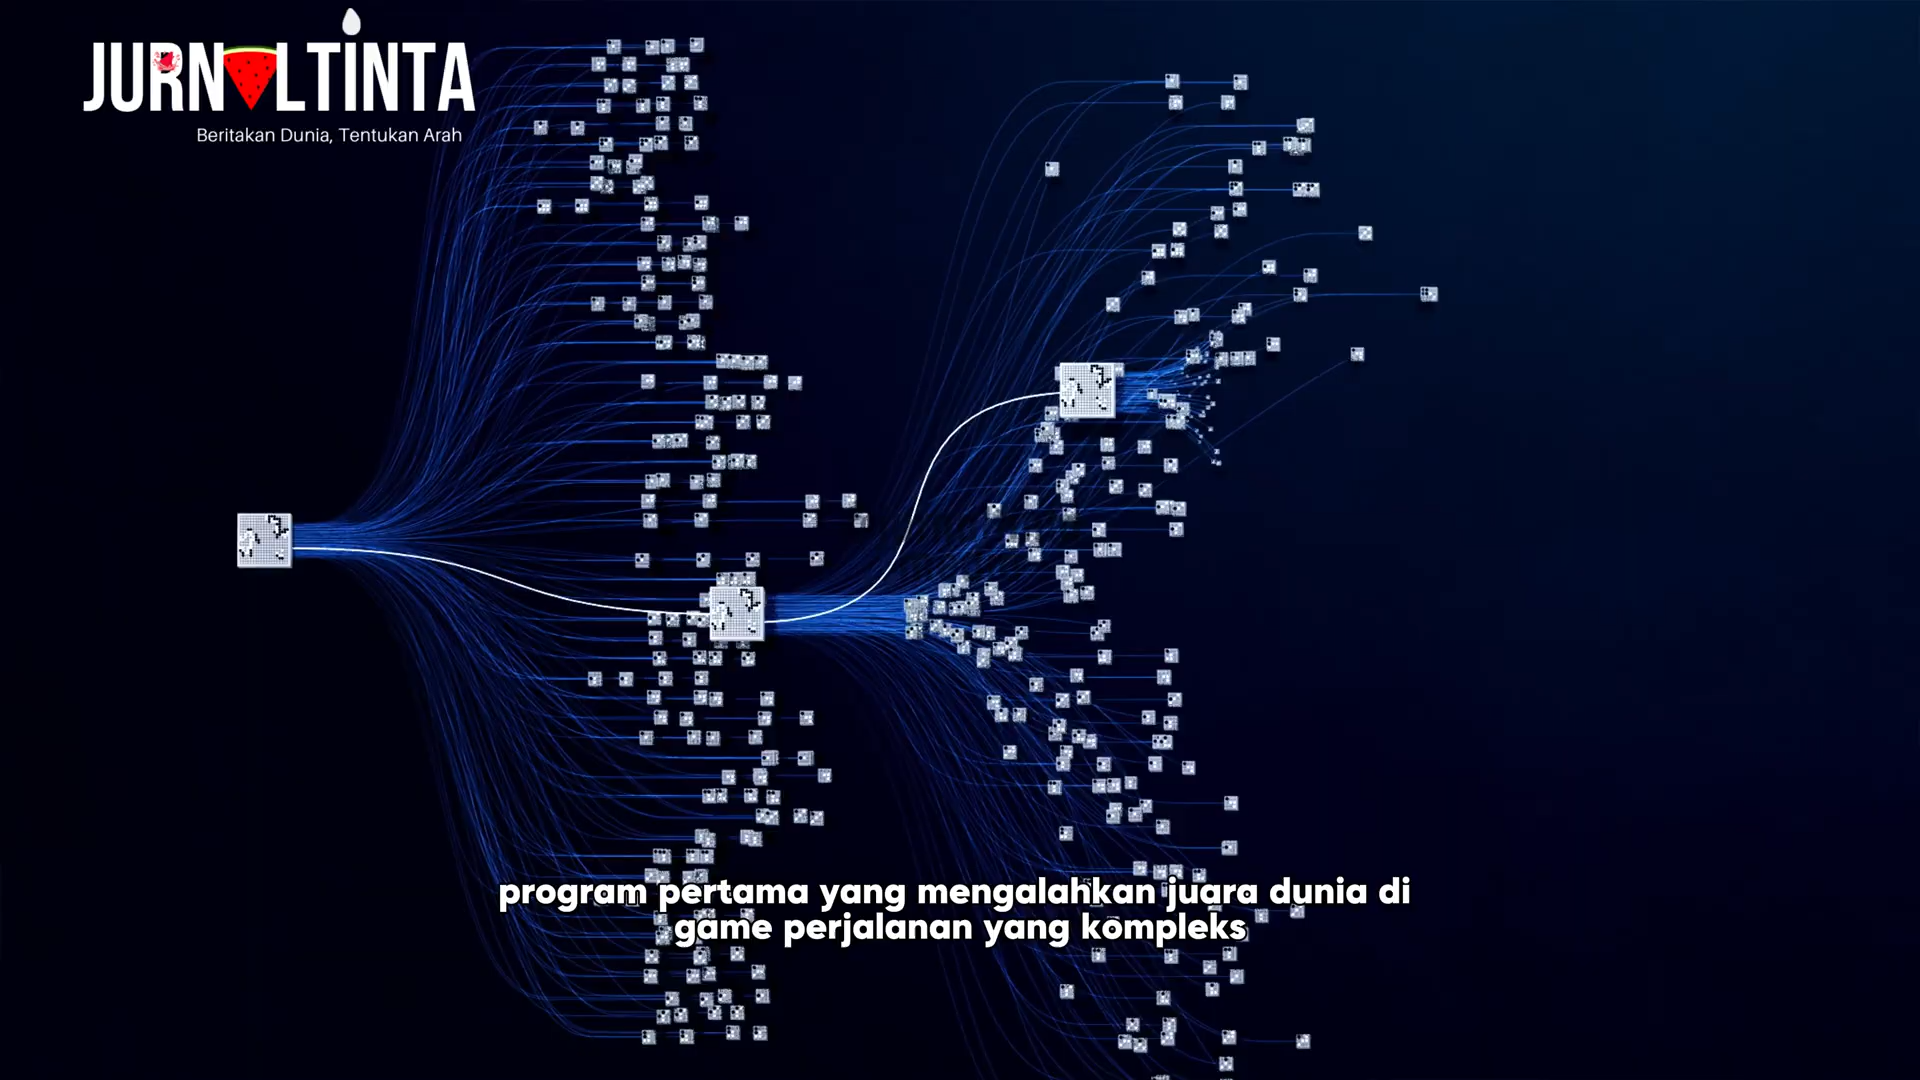 JURNALTINTA
Beritakan Dunia, Tentukan Arah
program pertama yang mengalahkan juara dunia di
game perjalanan yang kompleks